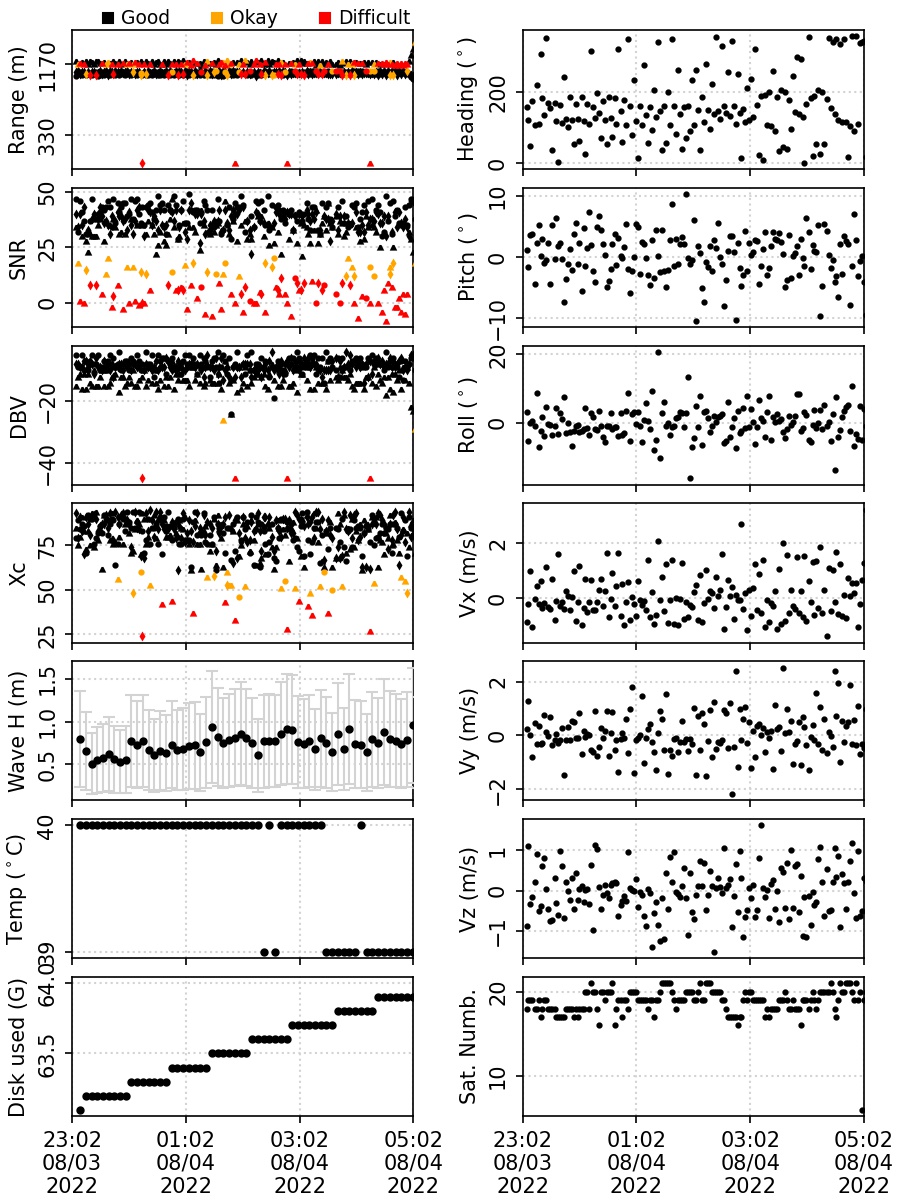 Good Okay Difficult
Range (m)
1170
330
Heading (°)
200
0
SNR
50
25
0
Pitch (°)
10
0
−10
DBV
−20
−40
Roll (°)
20
0
Xc
75
50
25
Vx (m/s)
2
0
Wave H (m)
1.5
1.0
0.5
Vy (m/s)
2
0
−2
Temp (°C)
40
39
Vz (m/s)
1
0
−1
Disk used (G)
64.0
63.5
Sat. Numb.
20
10
23:02 01:02 03:02 05:02 23:02 01:02 03:02 05:02
08/03 08/04 08/04 08/04 08/03 08/04 08/04 08/04
2022 2022 2022 2022 2022 2022 2022 2022